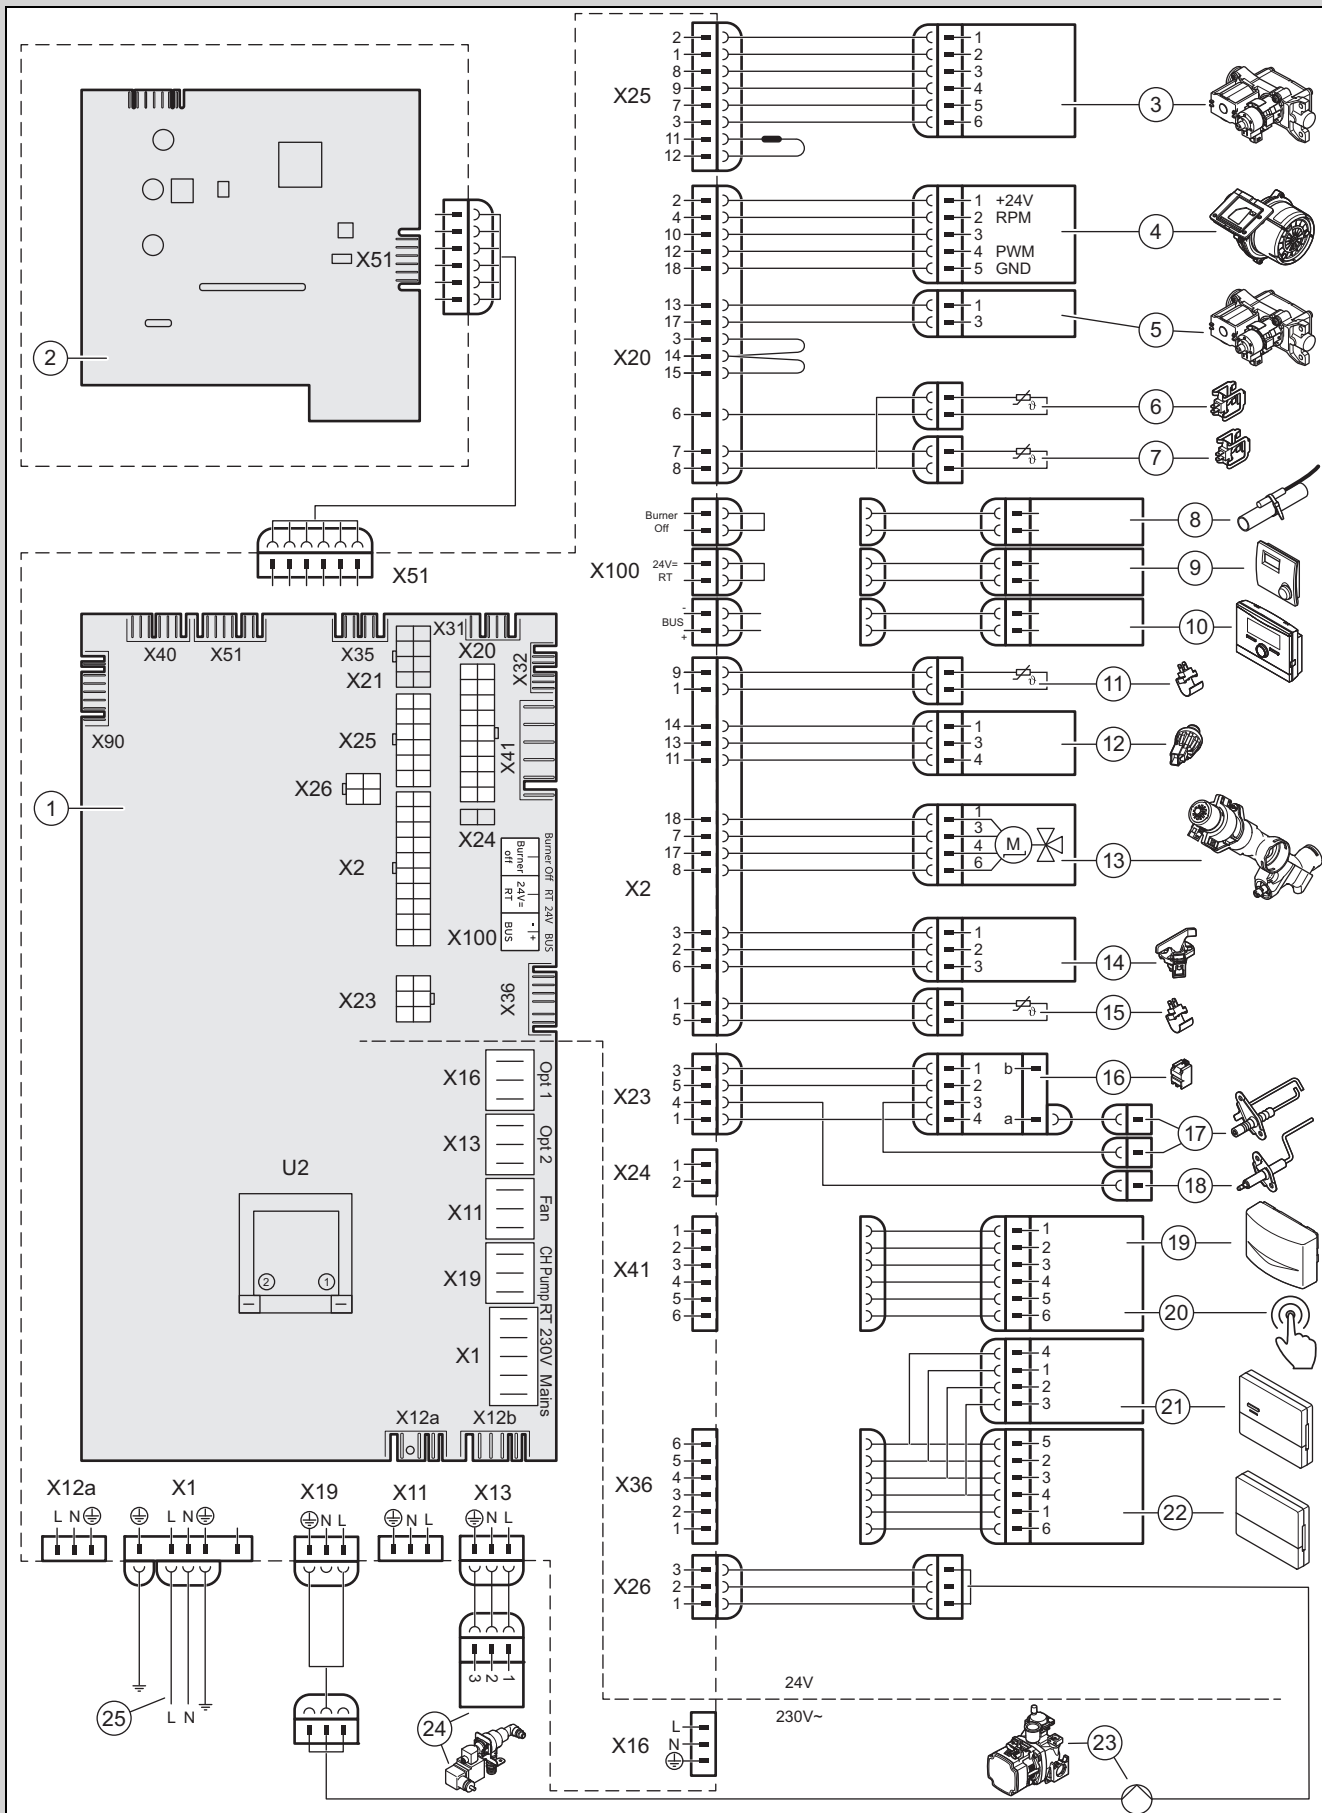 X51
2
X51
X40
X51
X35
X31
X21
X20
X32
X90
X25
X41
X26
1
X24
X2
Burner off
24V= RT
BUS
- +
Burner Off RT 24V BUS
X100
X23
X36
X16
Opt 1
X13
Opt 2
U2
X11
Fan
2
1
X19
CH Pump
RT 230V
X1
Mains
X12a
X12b
X12a
L N
X1
L N
X19
N L
X11
N L
X13
N L
3 2 1
25
L N
24
X25
2 1
1 2
8 3
9 4
7 5
3 6
11
12
3
2 1 +24V
4 2 RPM
10 3
12 4 PWM
18 5 GND
4
13 1
17 3
5
X20
3
14
15
6
ϑ
6
7
8
ϑ
7
Burner Off
8
X100
24V= RT
9
-
BUS
+
10
9
1
ϑ
11
14 1
13 3
11 4
12
18 1
7 3
17 4
8 6
M
13
X2
3 1
2 2
6 3
14
1
5
ϑ
15
X23
3 1 b
5 2
4 3
1 4 a
16
17
X24
1
2
18
X41
1 1
2 2
3 3
4 4
5 5
6 6
19
20
4
1
2
3
21
X36
6 5
5 2
4 3
3 4
2 1
1 6
22
X26
3
2
1
24V
230V~
X16
L
N
23